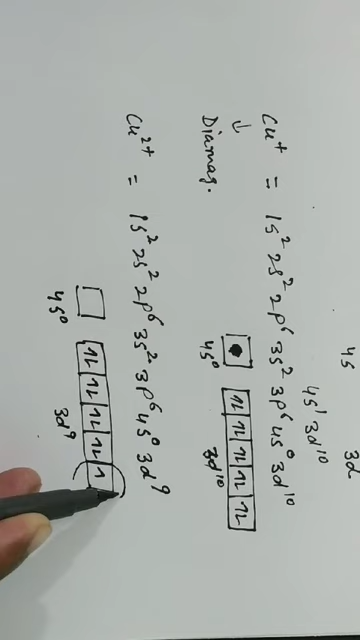 4s 3d
4s¹ 3d¹⁰
Cu⁺ = 1s² 2s² 2p⁶ 3s² 3p⁶ 4s⁰ 3d¹⁰
↓ ↿⇂ ↿⇂ ↿⇂ ↿⇂ ↿⇂
Diamag. 4s⁰ 3d¹⁰
Cu²⁺ = 1s² 2s² 2p⁶ 3s² 3p⁶ 4s⁰ 3d⁹
↿⇂ ↿⇂ ↿⇂ ↿⇂ ↿
4s⁰ 3d⁹